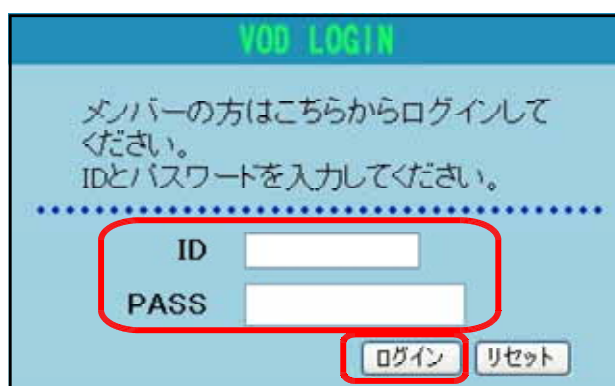 VOD LOGIN
メンバーの方はこちらからログインして
ください。
IDとパスワードを入力してください。
ID
PASS
ログイン リセット